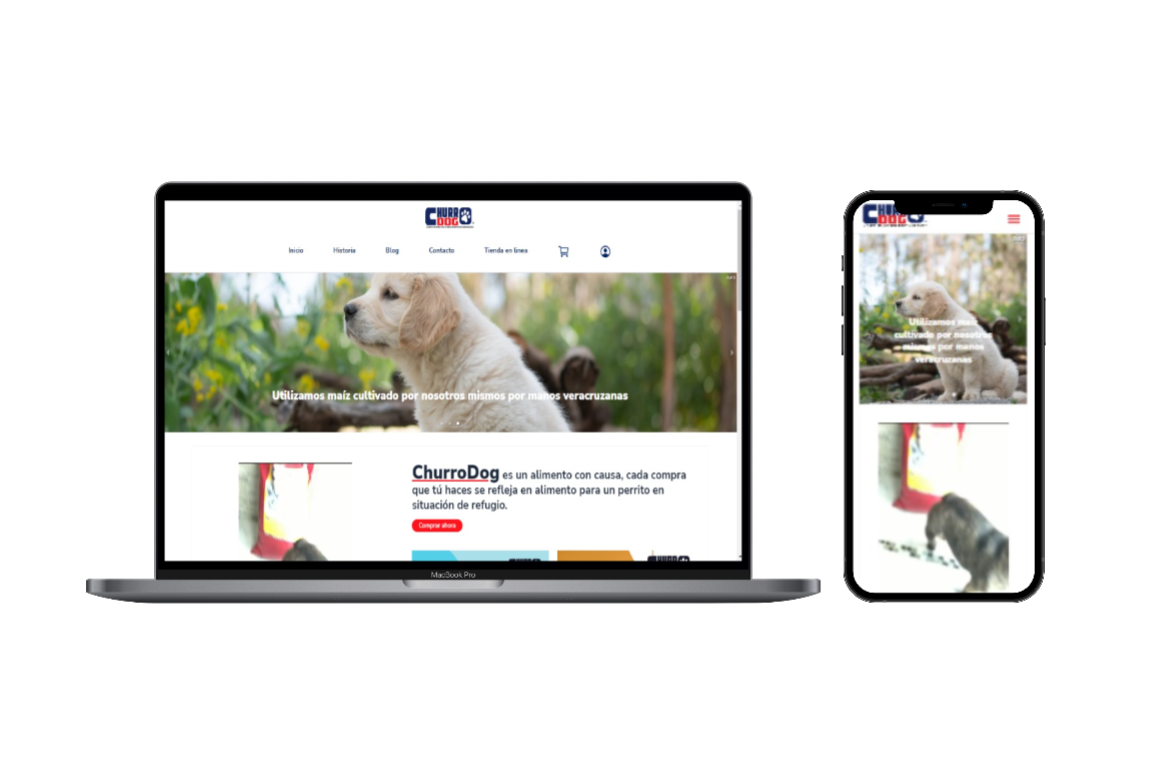 CHURRO
DOG
Inicio
Historia
Blog
Contacto
Tienda en línea
Utilizamos maíz cultivado por nosotros mismos por manos veracruzanas
ChurroDog es un alimento con causa, cada compra
que tú haces se refleja en alimento para un perrito en
situación de refugio.
Comprar ahora
MacBook Pro
CHURRO
DOG
Utilizamos maíz
cultivado por nosotros
mismos por manos
veracruzanas